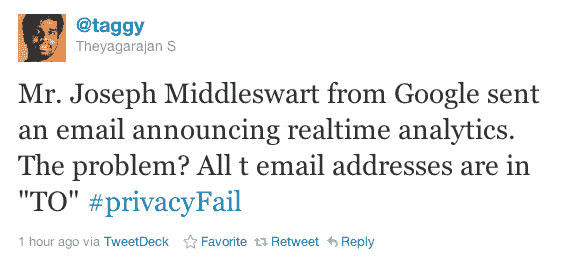 @taggy
Theyagarajan S
Mr. Joseph Middleswart from Google sent
an email announcing realtime analytics.
The problem? All t email addresses are in
"TO" #privacyFail
1 hour ago via TweetDeck Favorite Retweet Reply